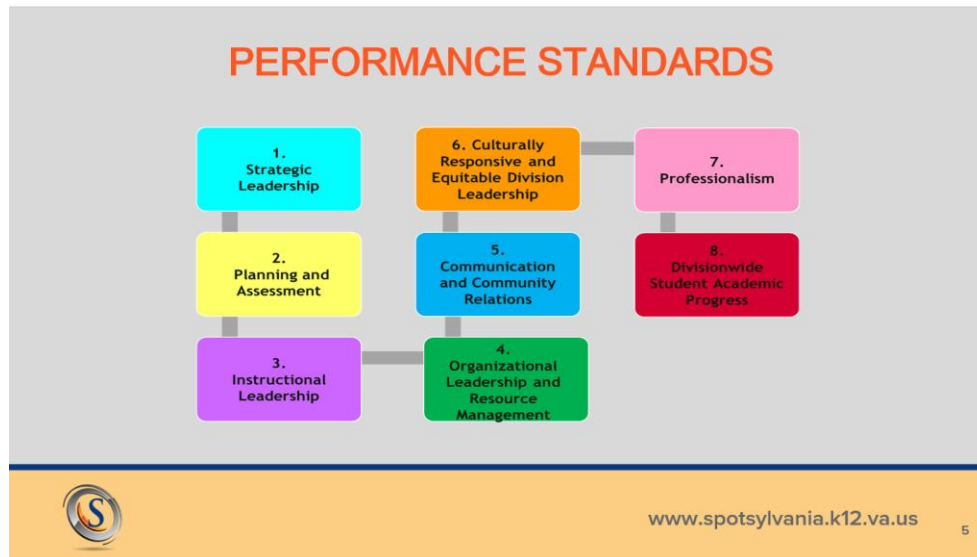 PERFORMANCE STANDARDS
1.
Strategic
Leadership
2.
Planning and
Assessment
3.
Instructional
Leadership
4.
Organizational
Leadership and
Resource
Management
5.
Communication
and Community
Relations
6. Culturally
Responsive and
Equitable Division
Leadership
7.
Professionalism
8.
Divisionwide
Student Academic
Progress
S
www.spotsylvania.k12.va.us
5